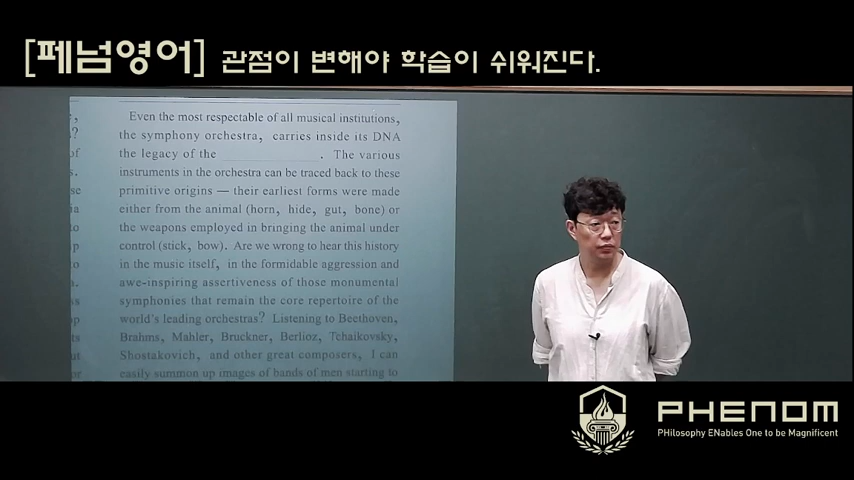 [페넘영어] 관점이 변해야 학습이 쉬워진다.
Even the most respectable of all musical institutions,
the symphony orchestra, carries inside its DNA
the legacy of the ____________ . The various
instruments in the orchestra can be traced back to these
primitive origins — their earliest forms were made
either from the animal (horn, hide, gut, bone) or
the weapons employed in bringing the animal under
control (stick, bow). Are we wrong to hear this history
in the music itself, in the formidable aggression and
awe-inspiring assertiveness of those monumental
symphonies that remain the core repertoire of the
world's leading orchestras? Listening to Beethoven,
Brahms, Mahler, Bruckner, Berlioz, Tchaikovsky,
Shostakovich, and other great composers, I can
easily summon up images of bands of men starting to
PHENOM
PHilosophy ENables One to be Magnificent